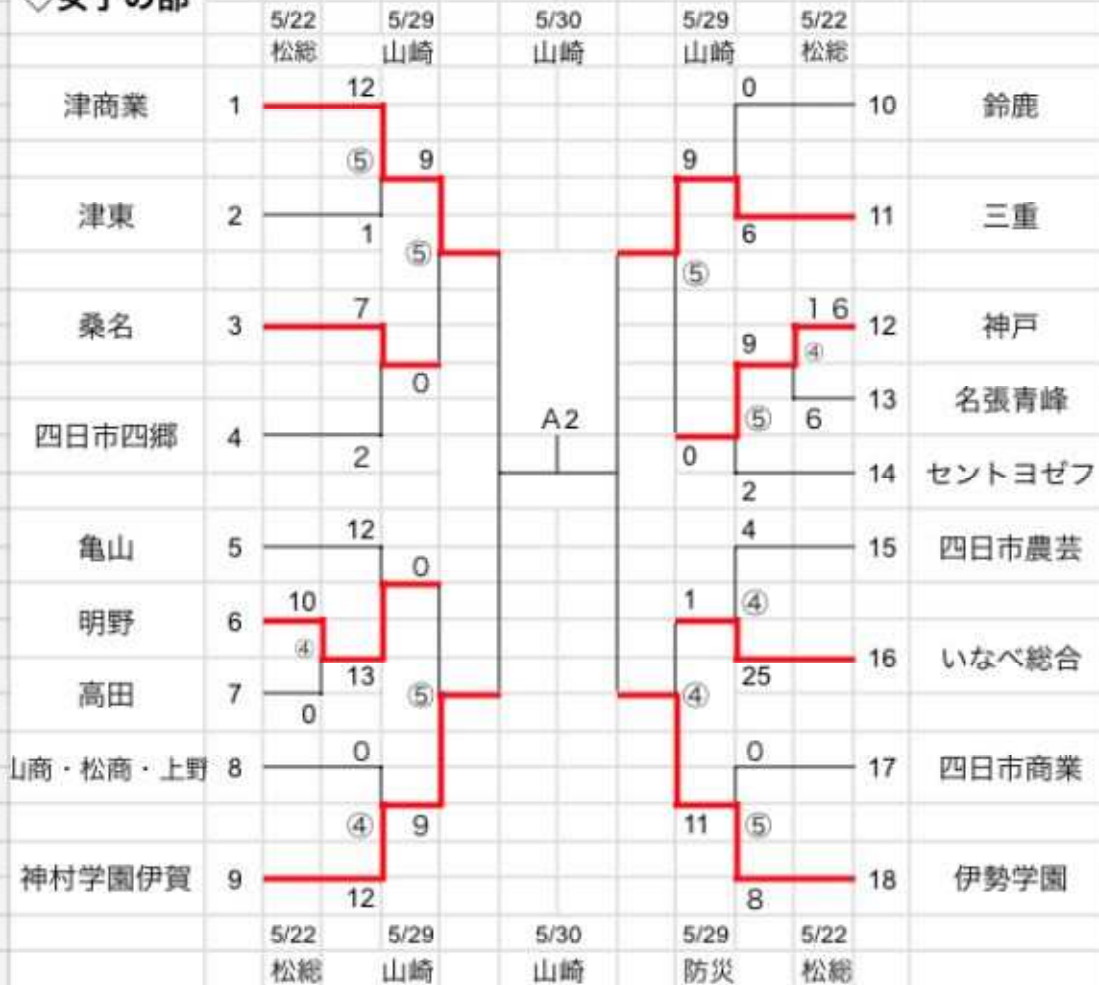 ◇女子の部
5/22 5/29 5/30 5/29 5/22
松総 山崎 山崎 山崎 松総
12 0
津商業 1 10 鈴鹿
⑤ 9 9
津東 2 11 三重
1 6
⑤ ⑤
7 1 6
桑名 3 12 神戸
9 ④
0
13 名張青峰
A2 ⑤ 6
四日市四郷 4
2 0
14 セントヨゼフ
2
12 4
亀山 5 15 四日市農芸
0
10 1 ④
明野 6
④ 16 いなべ総合
13 25
高田 7 ⑤ ④
0
0 0
山商・松商・上野 8 17 四日市商業
④ 9 11 ⑤
神村学園伊賀 9 18 伊勢学園
12 8
5/22 5/29 5/30 5/29 5/22
松総 山崎 山崎 防災 松総